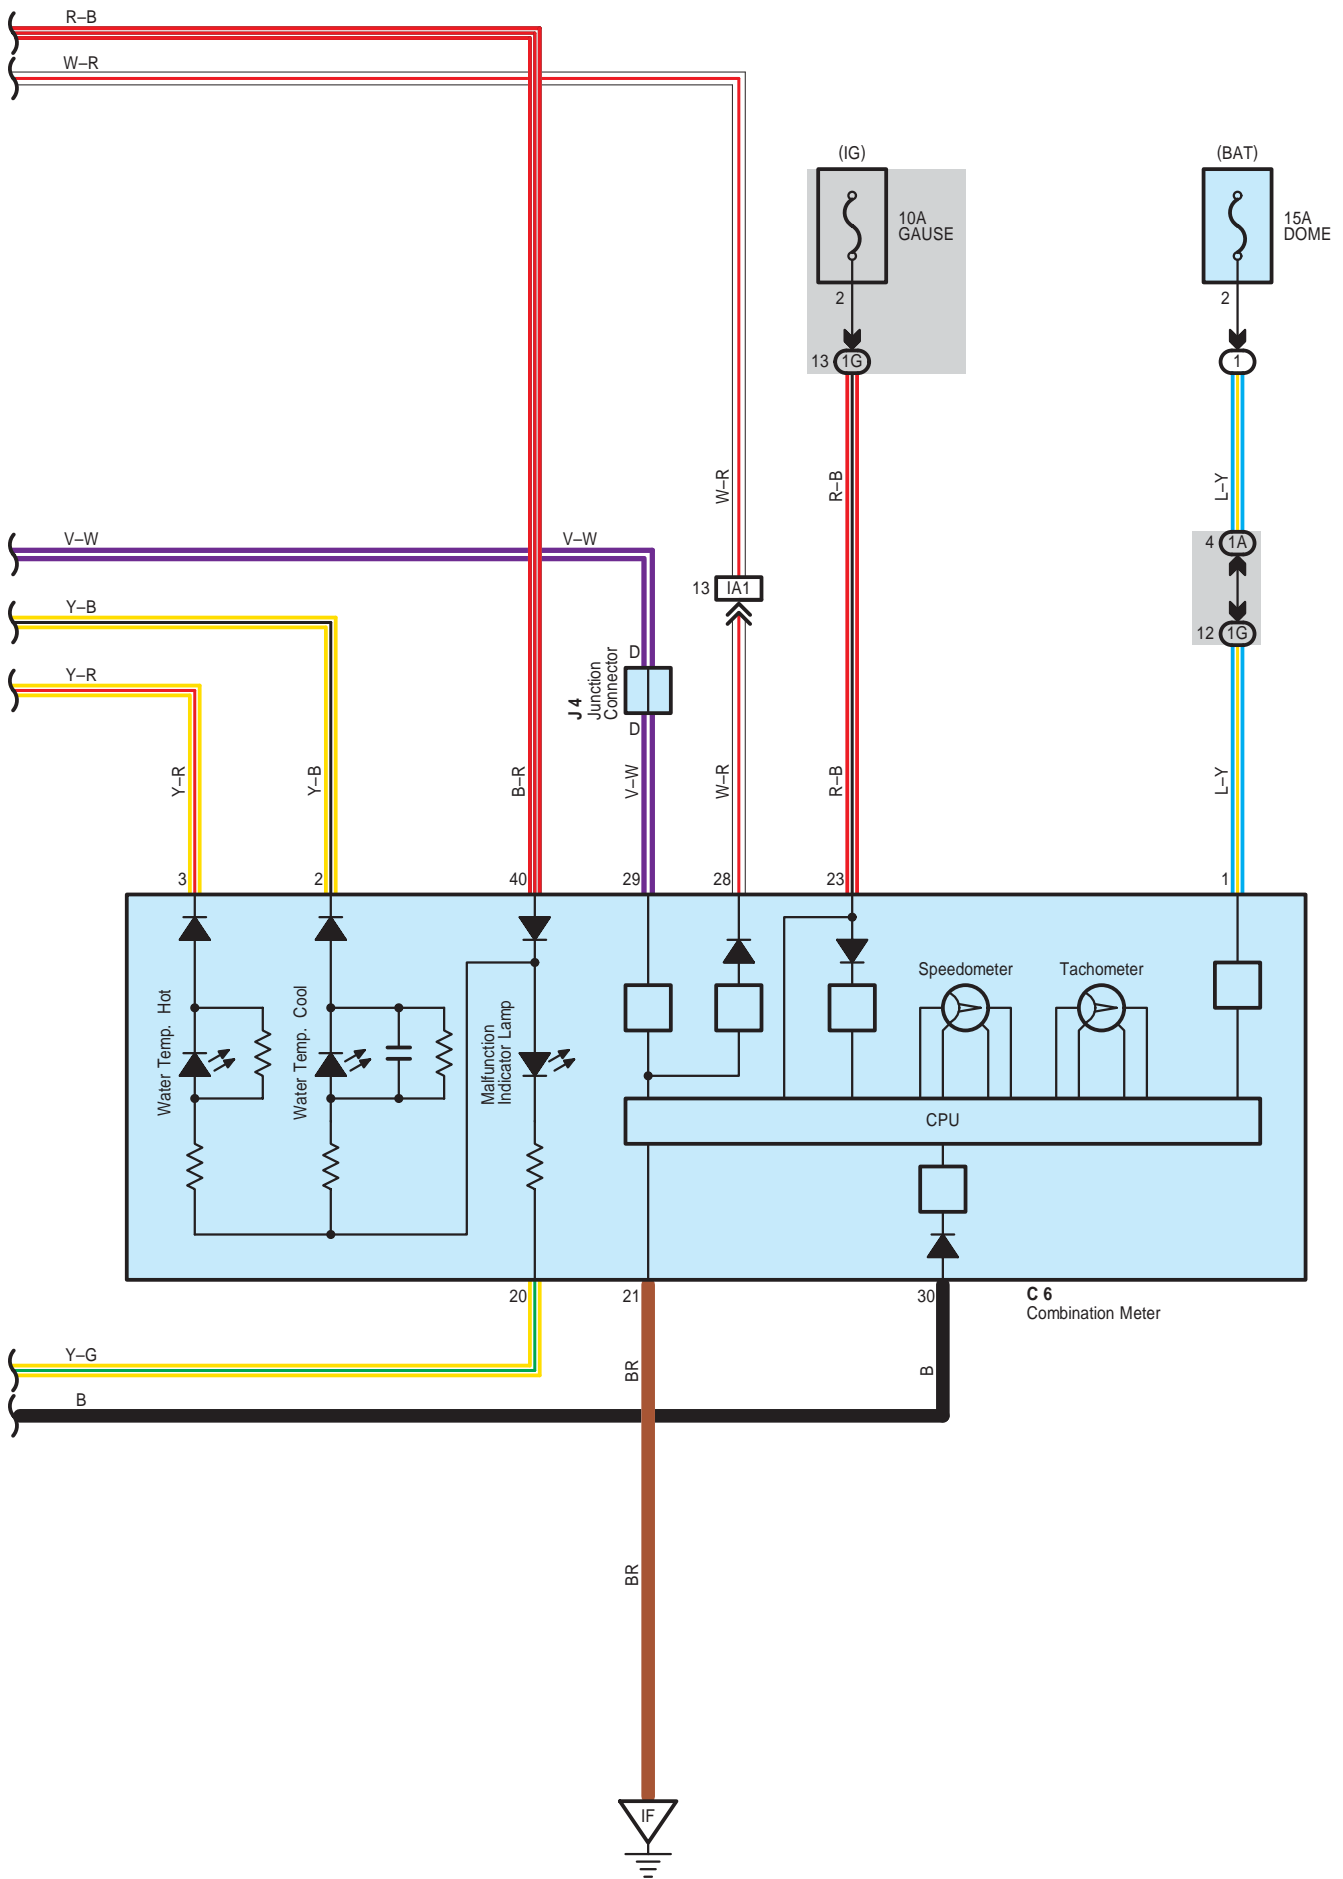 R–B
W–R
(IG)
(BAT)
10A
GAUSE
15A
DOME
2
2
13 1G
1
W–R
R–B
L–Y
V–W
V–W
4 1A
13 IA1
Y–B
12 1G
D
J 4
Junction
Connector
D
Y–R
Y–R
Y–B
B–R
V–W
W–R
R–B
L–Y
3
2
40
29
28
23
1
Speedometer
Tachometer
Water Temp. Hot
Water Temp. Cool
Malfunction
Indicator Lamp
CPU
20
21
30
C 6
Combination Meter
Y–G
BR
B
B
BR
IF